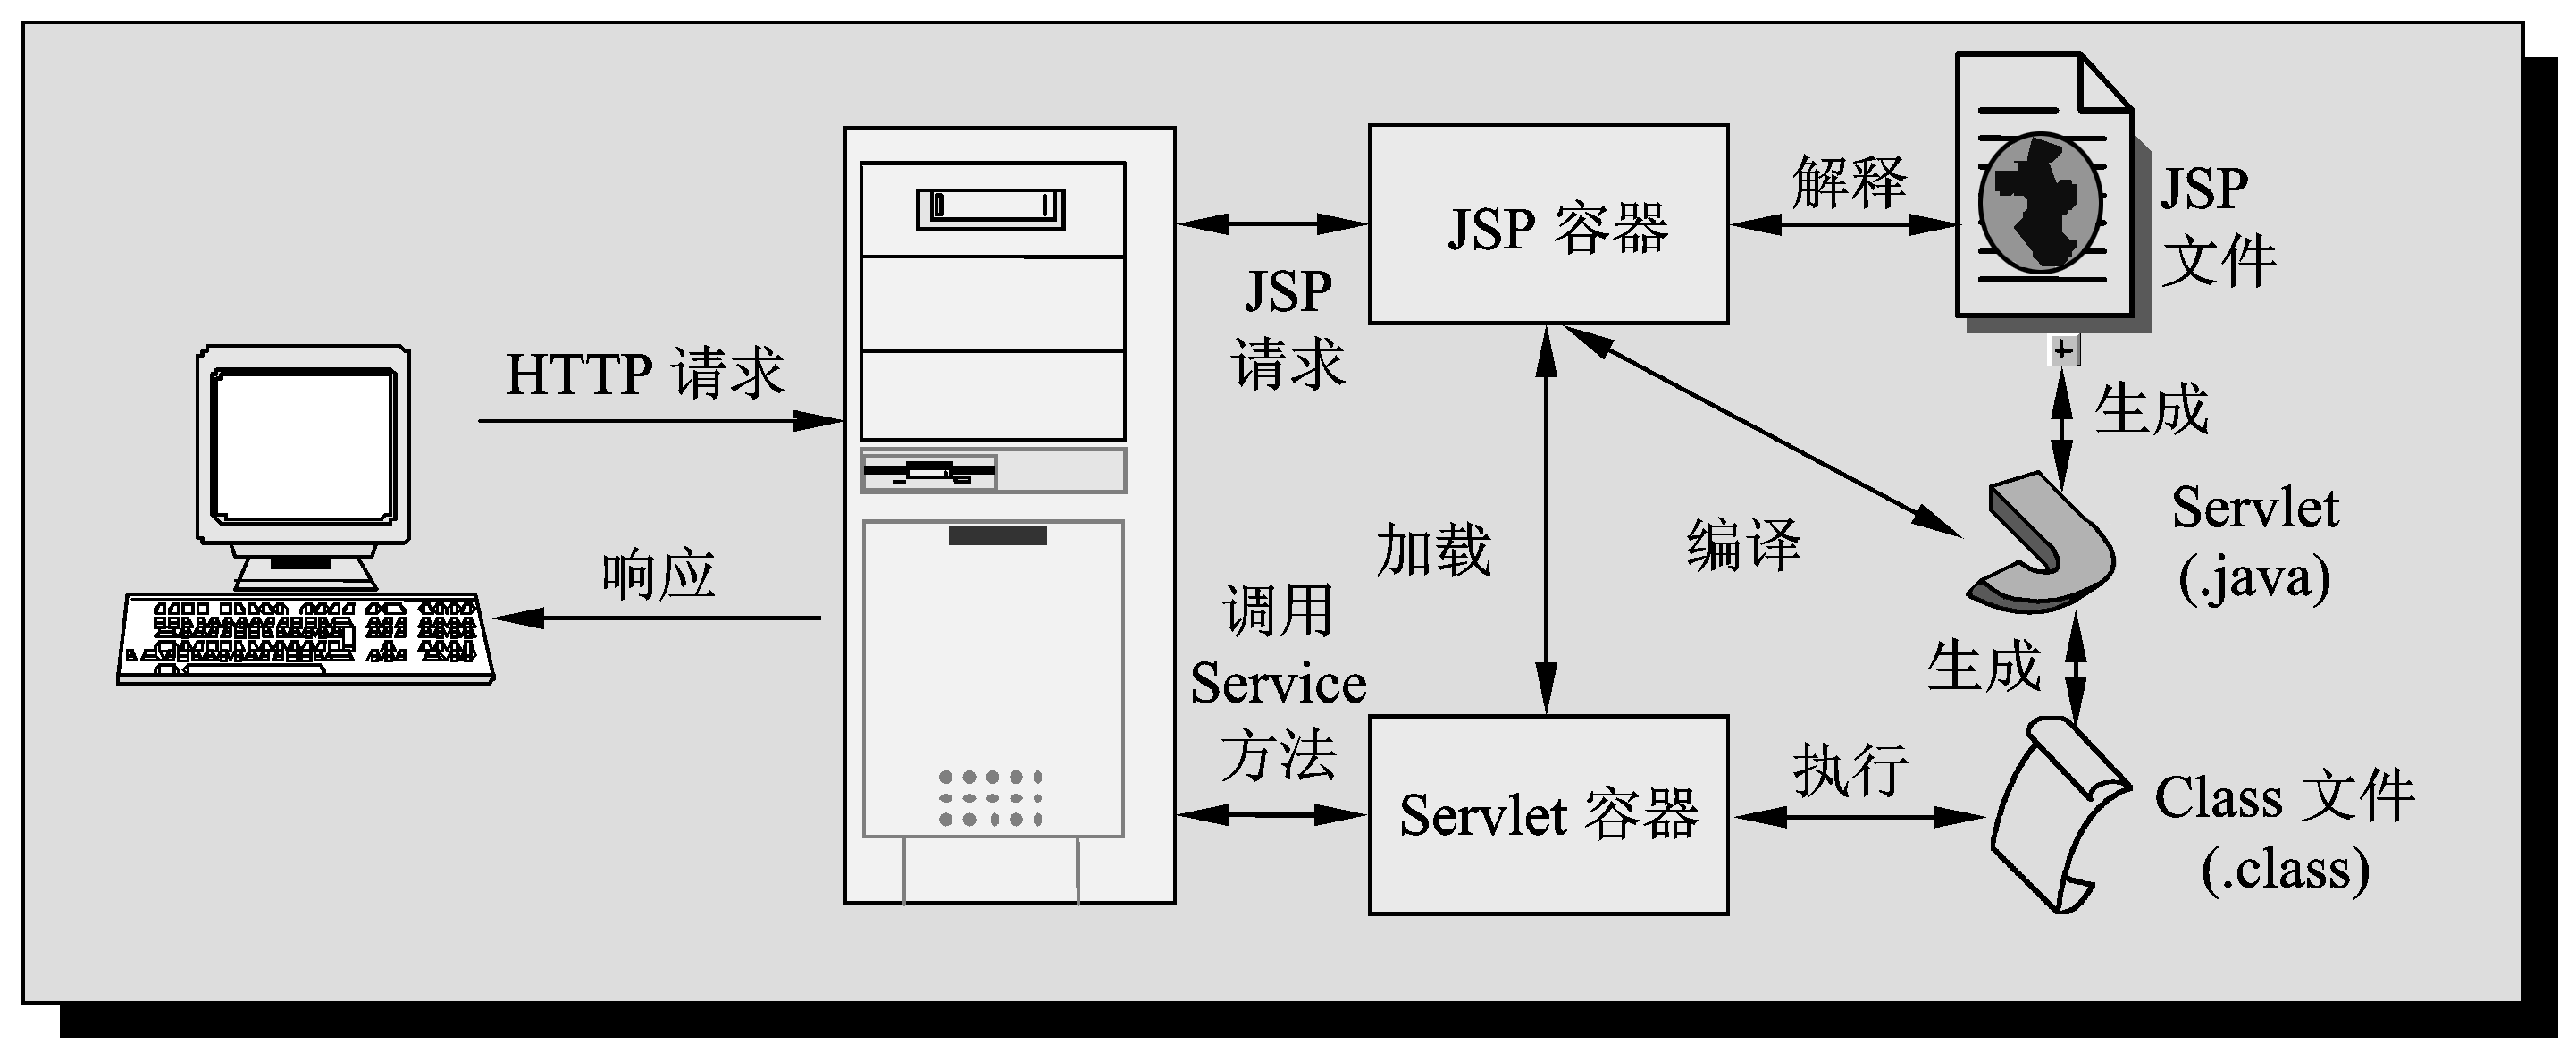 HTTP 请求
响应
JSP
请求
调用
Service
方法
JSP 容器
加载
编译
Servlet 容器
解释
JSP
文件
生成
Servlet
(.java)
生成
执行
Class 文件
(.class)